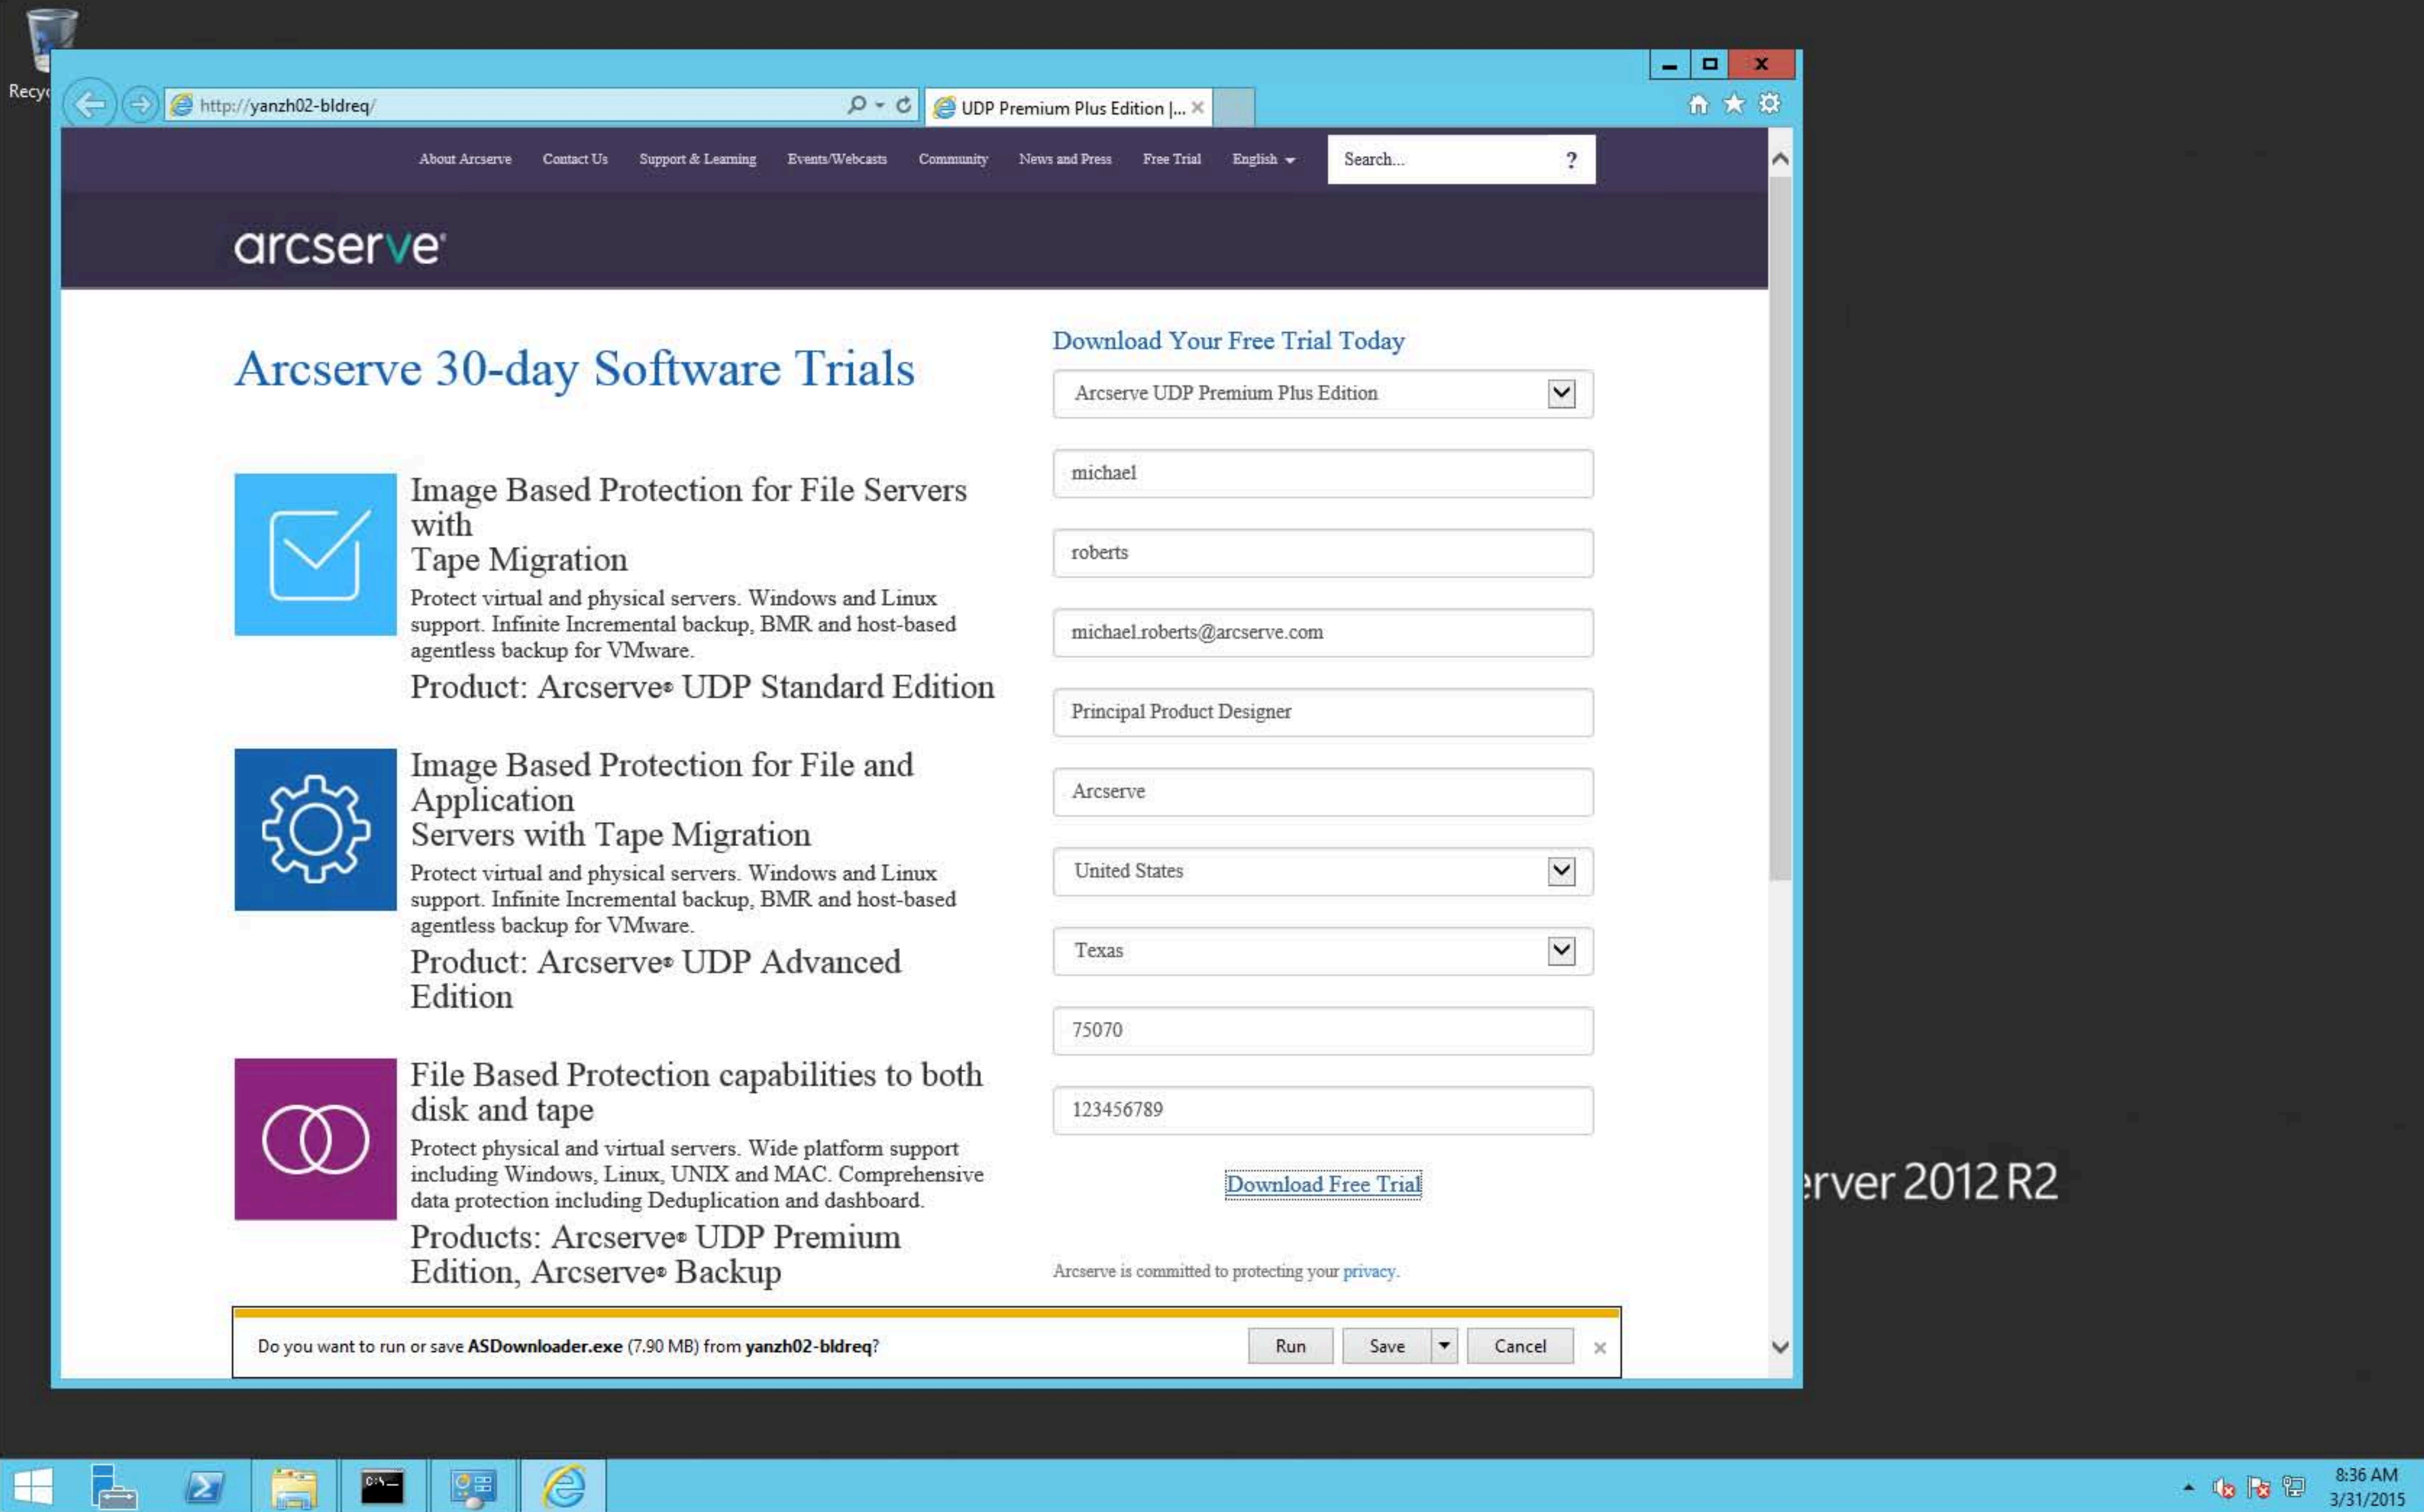 Recyc
http://yanzh02-bldreq/
UDP Premium Plus Edition |...
About Arcserve Contact Us Support & Learning Events/Webcasts Community News and Press Free Trial English Search... ?
arcserve
Arcserve 30-day Software Trials
Image Based Protection for File Servers
with
Tape Migration
Protect virtual and physical servers. Windows and Linux
support. Infinite Incremental backup, BMR and host-based
agentless backup for VMware.
Product: Arcserve® UDP Standard Edition
Image Based Protection for File and
Application
Servers with Tape Migration
Protect virtual and physical servers. Windows and Linux
support. Infinite Incremental backup, BMR and host-based
agentless backup for VMware.
Product: Arcserve® UDP Advanced
Edition
File Based Protection capabilities to both
disk and tape
Protect physical and virtual servers. Wide platform support
including Windows, Linux, UNIX and MAC. Comprehensive
data protection including Deduplication and dashboard.
Products: Arcserve® UDP Premium
Edition, Arcserve® Backup
Download Your Free Trial Today
Arcserve UDP Premium Plus Edition
michael
roberts
michael.roberts@arcserve.com
Principal Product Designer
Arcserve
United States
Texas
75070
123456789
Download Free Trial
Arcserve is committed to protecting your privacy.
Do you want to run or save ASDownloader.exe (7.90 MB) from yanzh02-bldreq?
Run Save Cancel
erver 2012 R2
C:\_
8:36 AM
3/31/2015